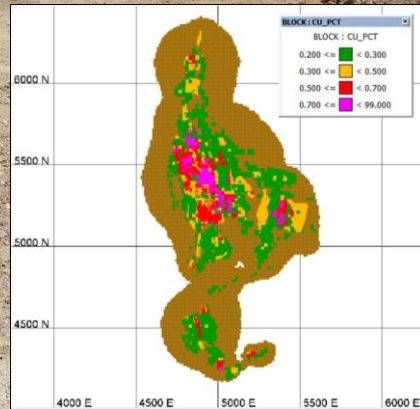 BLOCK : CU_PCT
BLOCK : CU_PCT
0.200 <= < 0.300
0.300 <= < 0.500
0.500 <= < 0.700
0.700 <= < 99.000
6000 N
5500 N
5000 N
4500 N
4000 E 4500 E 5000 E 5500 E 6000 E